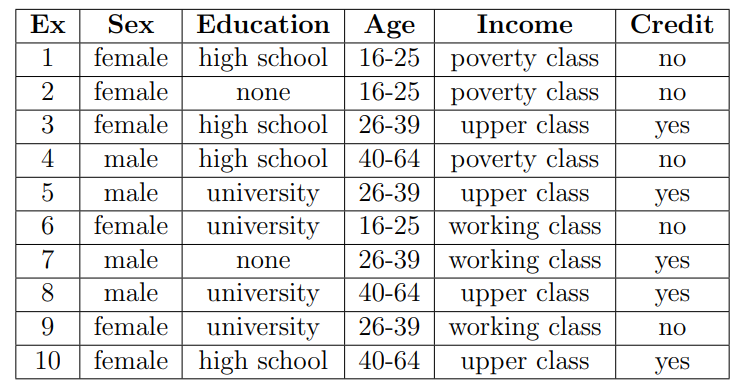 Ex Sex Education Age Income Credit
1 female high school 16-25 poverty class no
2 female none 16-25 poverty class no
3 female high school 26-39 upper class yes
4 male high school 40-64 poverty class no
5 male university 26-39 upper class yes
6 female university 16-25 working class no
7 male none 26-39 working class yes
8 male university 40-64 upper class yes
9 female university 26-39 working class no
10 female high school 40-64 upper class yes